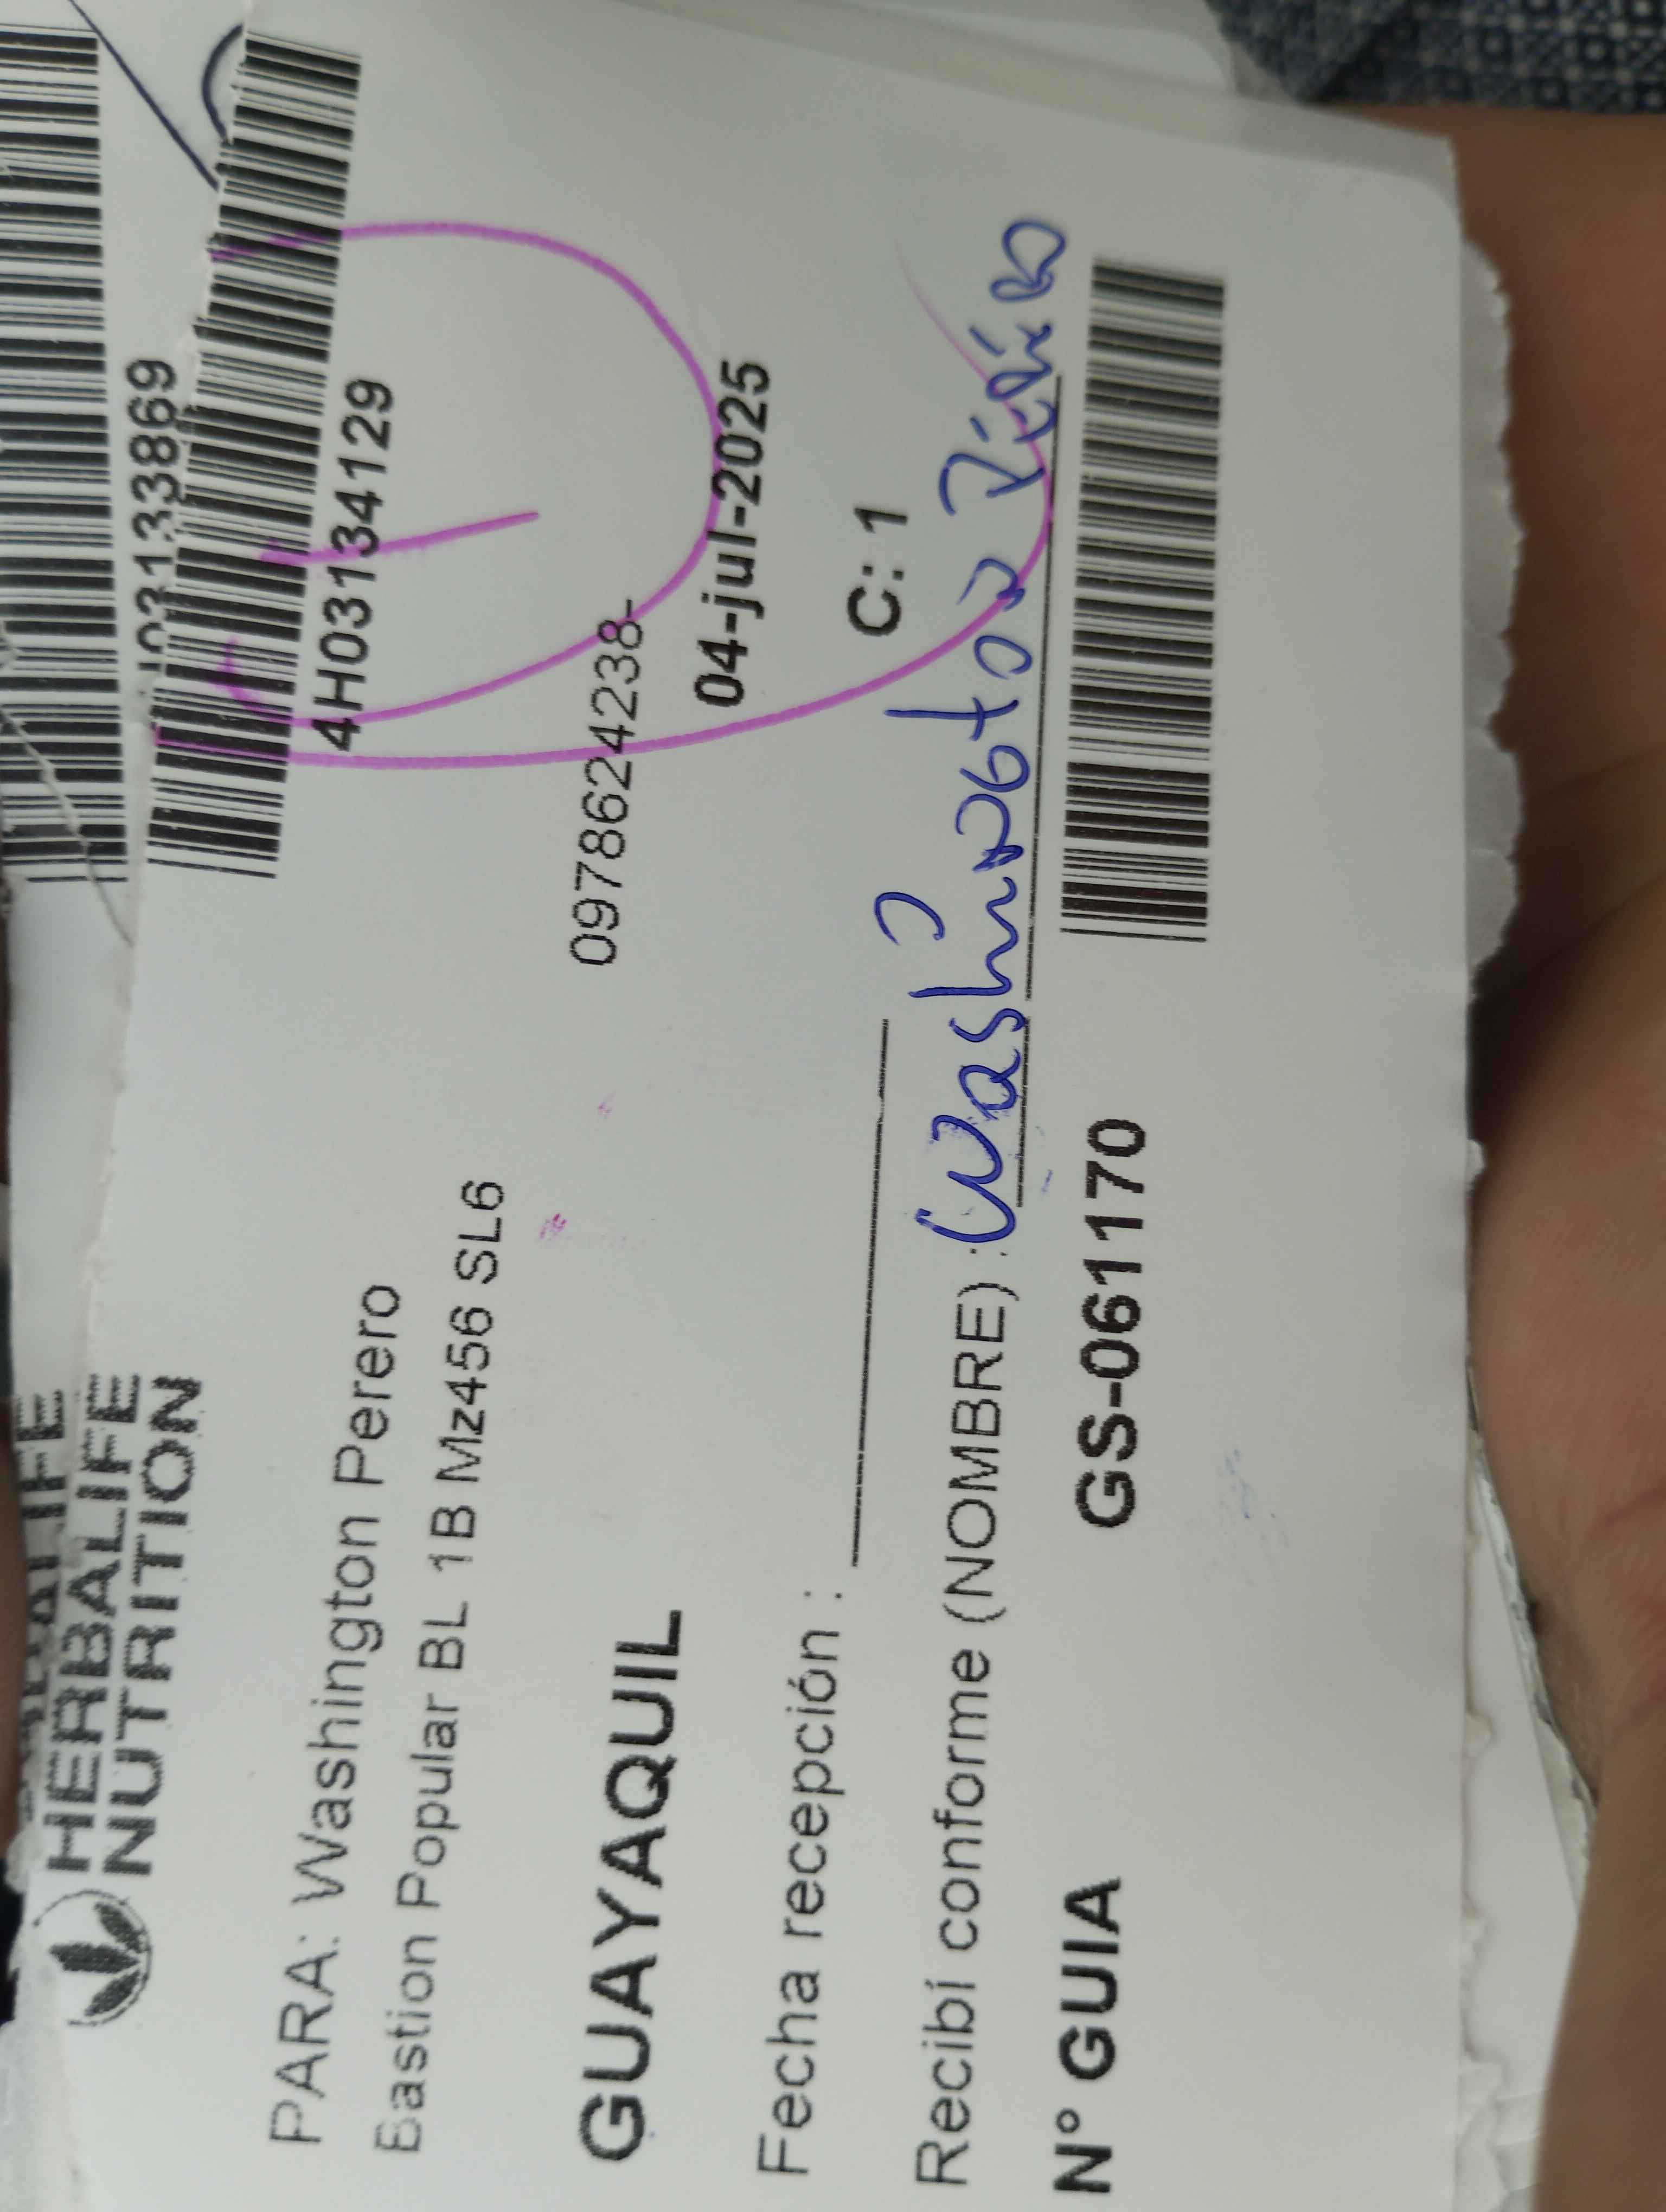 HERBALIFE
NUTRITION
4H03134129
PARA: Washington Perero
Bastion Popular BL 1B Mz456 SL6
0978624238-
GUAYAQUIL
04-jul-2025
Fecha recepción :
C: 1
Recibí conforme (NOMBRE) : Washington
N° GUIA GS-061170